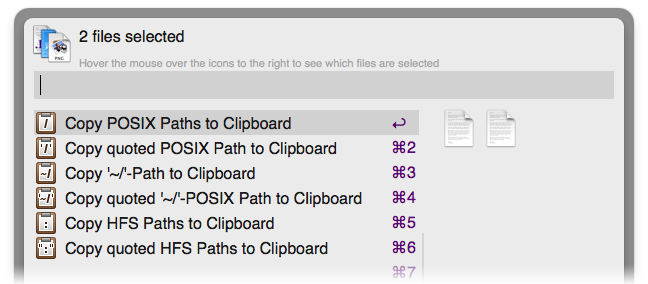 2 files selected
Hover the mouse over the icons to the right to see which files are selected
Copy POSIX Paths to Clipboard ↩
Copy quoted POSIX Path to Clipboard ⌘2
Copy '~/'-Path to Clipboard ⌘3
Copy quoted '~/'-POSIX Path to Clipboard ⌘4
Copy HFS Paths to Clipboard ⌘5
Copy quoted HFS Paths to Clipboard ⌘6
⌘7